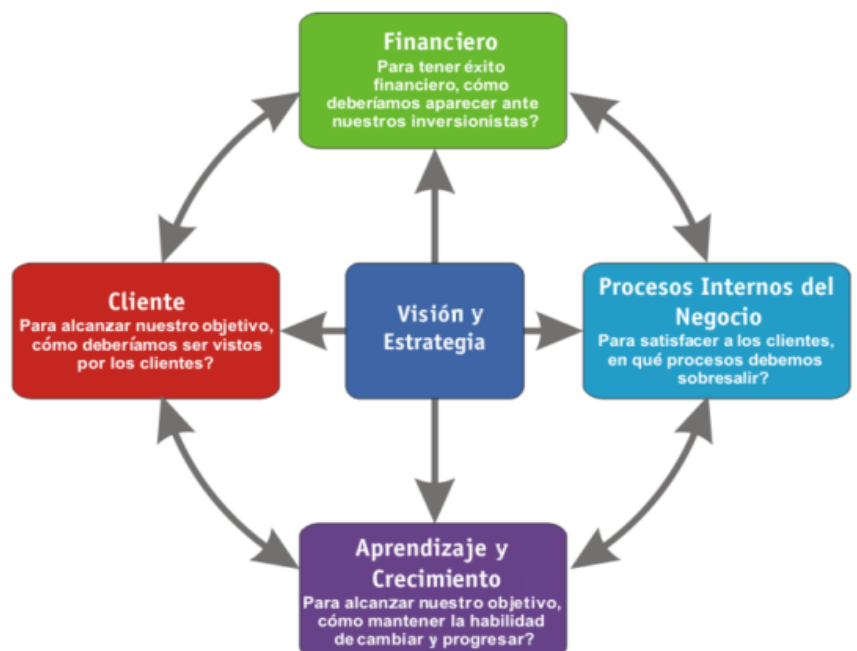 Financiero
Para tener éxito
financiero, cómo
deberíamos aparecer ante
nuestros inversionistas?
Cliente
Para alcanzar nuestro objetivo,
cómo deberíamos ser vistos
por los clientes?
Visión y
Estrategia
Procesos Internos del
Negocio
Para satisfacer a los clientes,
en qué procesos debemos
sobresalir?
Aprendizaje y
Crecimiento
Para alcanzar nuestro objetivo,
cómo mantener la habilidad
de cambiar y progresar?